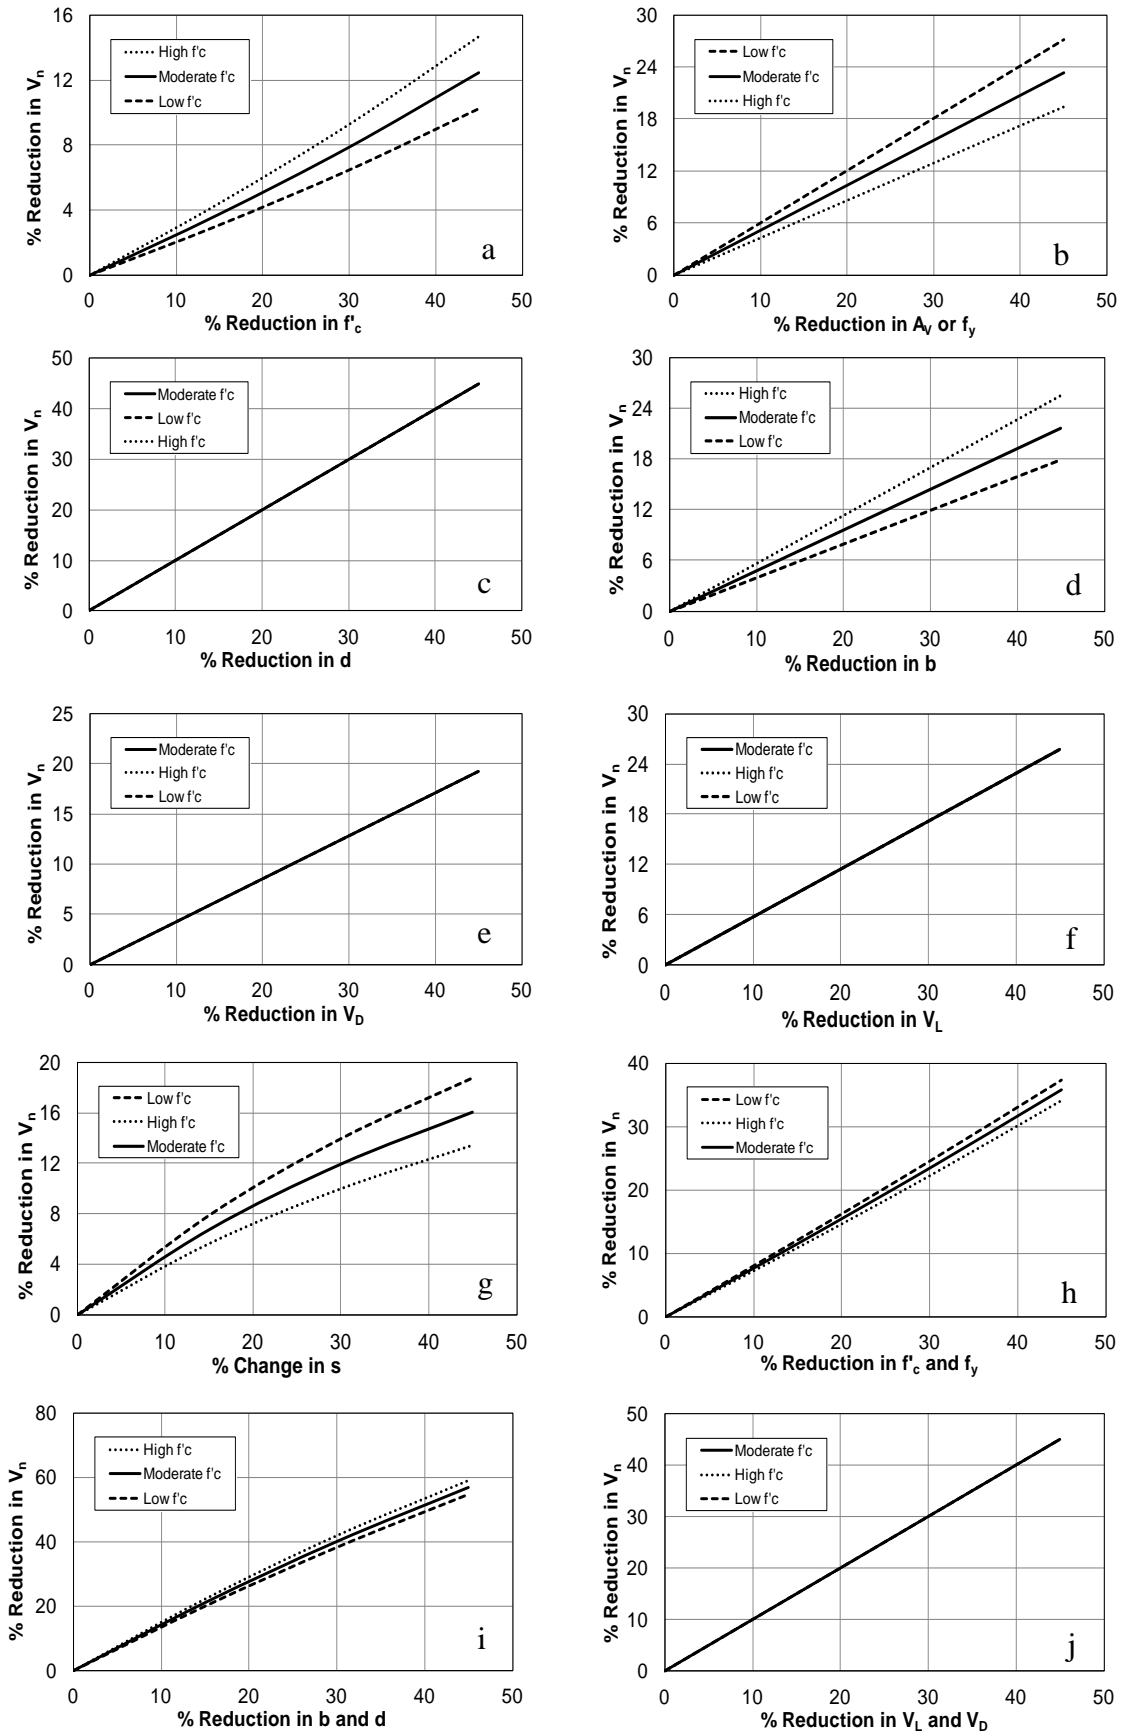 % Reduction in Vn
16
12
8
4
0
High f'c
Moderate f'c
Low f'c
a
0 10 20 30 40 50
% Reduction in f'c
% Reduction in Vn
30
24
18
12
6
0
Low f'c
Moderate f'c
High f'c
b
0 10 20 30 40 50
% Reduction in AV or fy
% Reduction in Vn
50
40
30
20
10
0
Moderate f'c
Low f'c
High f'c
c
0 10 20 30 40 50
% Reduction in d
% Reduction in Vn
30
24
18
12
6
0
High f'c
Moderate f'c
Low f'c
d
0 10 20 30 40 50
% Reduction in b
% Reduction in Vn
25
20
15
10
5
0
Moderate f'c
High f'c
Low f'c
e
0 10 20 30 40 50
% Reduction in VD
% Reduction in Vn
30
24
18
12
6
0
Moderate f'c
High f'c
Low f'c
f
0 10 20 30 40 50
% Reduction in VL
% Reduction in Vn
20
16
12
8
4
0
Low f'c
High f'c
Moderate f'c
g
0 10 20 30 40 50
% Change in s
% Reduction in Vn
40
30
20
10
0
Low f'c
High f'c
Moderate f'c
h
0 10 20 30 40 50
% Reduction in f'c and fy
% Reduction in Vn
80
60
40
20
0
High f'c
Moderate f'c
Low f'c
i
0 10 20 30 40 50
% Reduction in b and d
% Reduction in Vn
50
40
30
20
10
0
Moderate f'c
High f'c
Low f'c
j
0 10 20 30 40 50
% Reduction in VL and VD